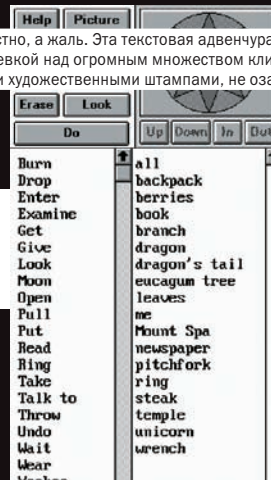 Help Picture
стно, а жаль. Эта текстовая адвенчура
евкой над огромным множеством кли
и художественными штампами, не оза
Erase Look
Do
Up Down In Out
Burn
Drop
Enter
Examine
Get
Give
Look
Moon
Open
Pull
Put
Read
Ring
Take
Talk to
Throw
Undo
Wait
Wear
all
backpack
berries
book
branch
dragon
dragon's tail
eucagum tree
leaves
me
Mount Spa
newspaper
pitchfork
ring
steak
temple
unicorn
wrench